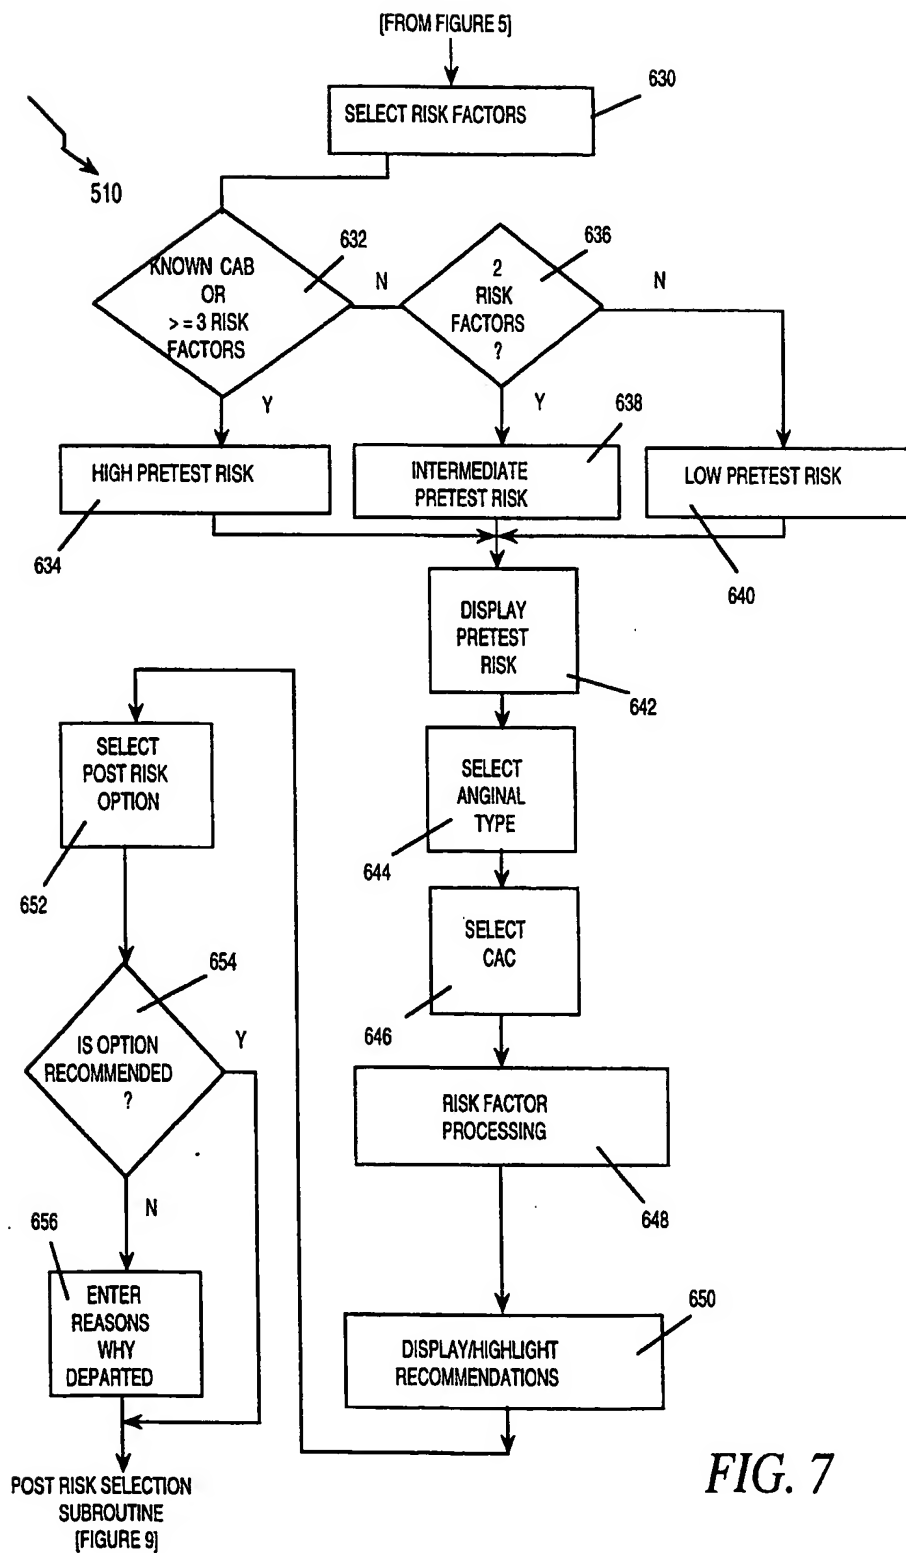 [FROM FIGURE 5]
630
SELECT RISK FACTORS
510
632
KNOWN CAB
OR
>=3 RISK
FACTORS
N
636
2
RISK
FACTORS
?
N
Y
Y
638
HIGH PRETEST RISK
INTERMEDIATE
PRETEST RISK
LOW PRETEST RISK
634
640
DISPLAY
PRETEST
RISK
642
SELECT
POST RISK
OPTION
652
SELECT
ANGINAL
TYPE
644
SELECT
CAC
646
654
IS OPTION
RECOMMENDED
?
Y
N
RISK FACTOR
PROCESSING
648
656
ENTER
REASONS
WHY
DEPARTED
650
DISPLAY/HIGHLIGHT
RECOMMENDATIONS
POST RISK SELECTION
SUBROUTINE
[FIGURE 9]
FIG. 7